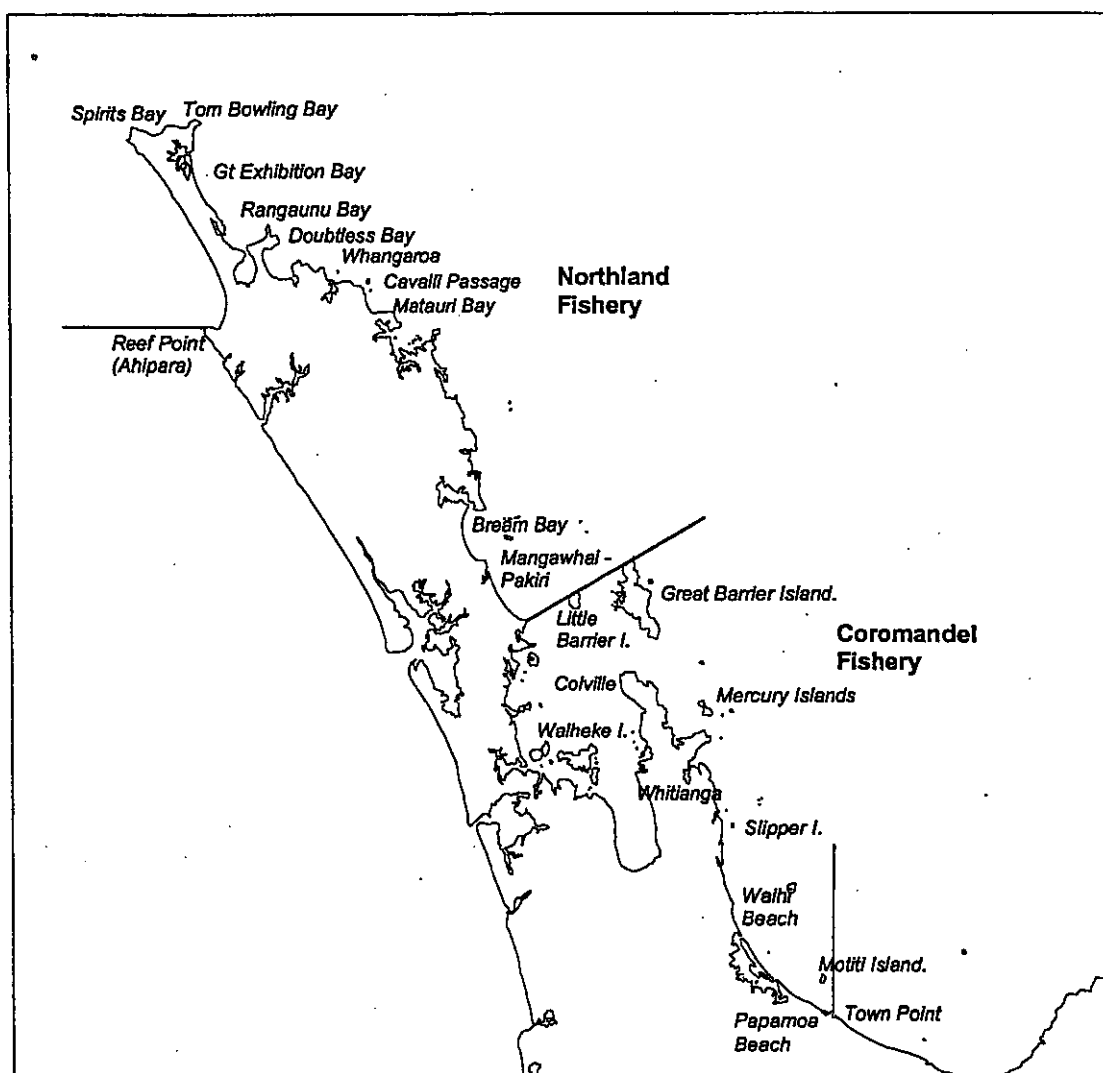 Spirits Bay
Tom Bowling Bay
Gt Exhibition Bay
Rangaunu Bay
Doubtless Bay
Whangaroa
Cavalli Passage
Matauri Bay
Northland
Fishery
Reef Point
(Ahipara)
Bream Bay
Mangawhai -
Pakiri
Great Barrier Island.
Little
Barrier I.
Coromandel
Fishery
Colville
Mercury Islands
Waiheke I.
Whitianga
Slipper I.
Waihi
Beach
Motiti Island.
Papamoa
Beach
Town Point